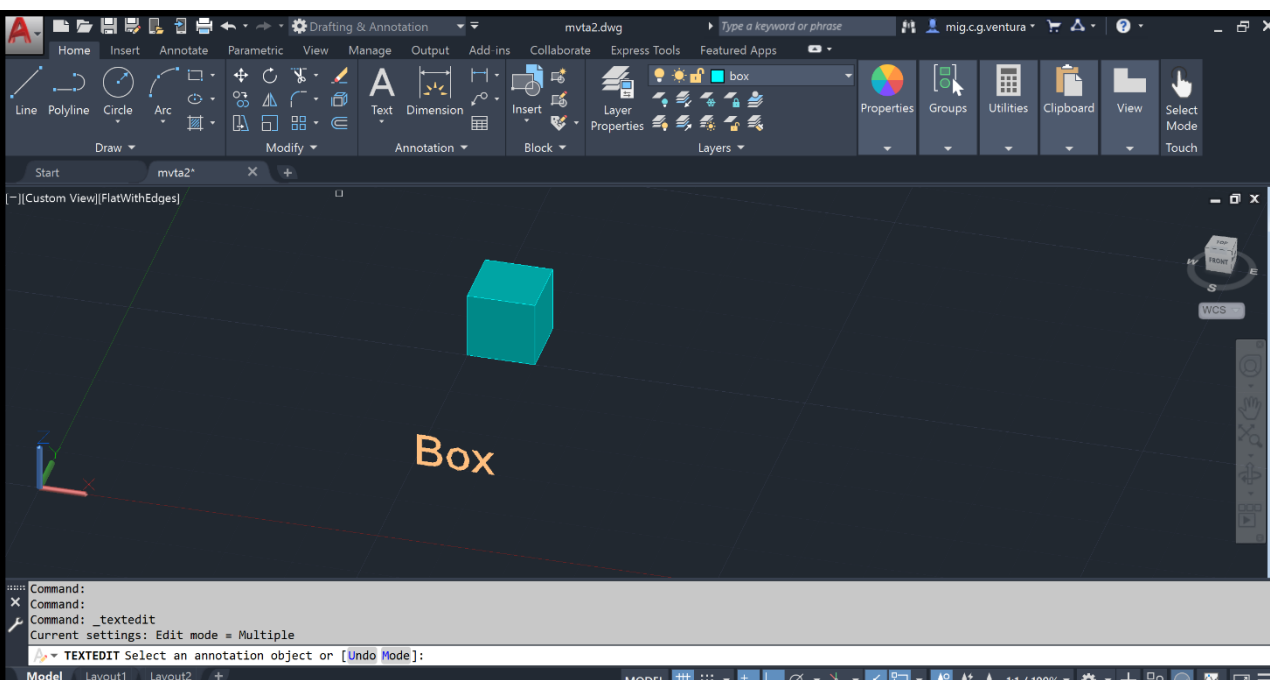 Drafting & Annotation mvta2.dwg Type a keyword or phrase mig.c.g.ventura
Home Insert Annotate Parametric View Manage Output Add-ins Collaborate Express Tools Featured Apps
box
Line Polyline Circle Arc Text Dimension Insert Layer Properties Properties Groups Utilities Clipboard View Select Mode
Draw Modify Annotation Block Layers Touch
Start mvta2* +
[-][Custom View][FlatWithEdges]
TOP
FRONT
W E
S
WCS
Box
Z
Y
X
Command:
Command:
Command: _textedit
Current settings: Edit mode = Multiple
TEXTEDIT Select an annotation object or [Undo Mode]:
Model Layout1 Layout2 + MODEL 1:1 / 100%